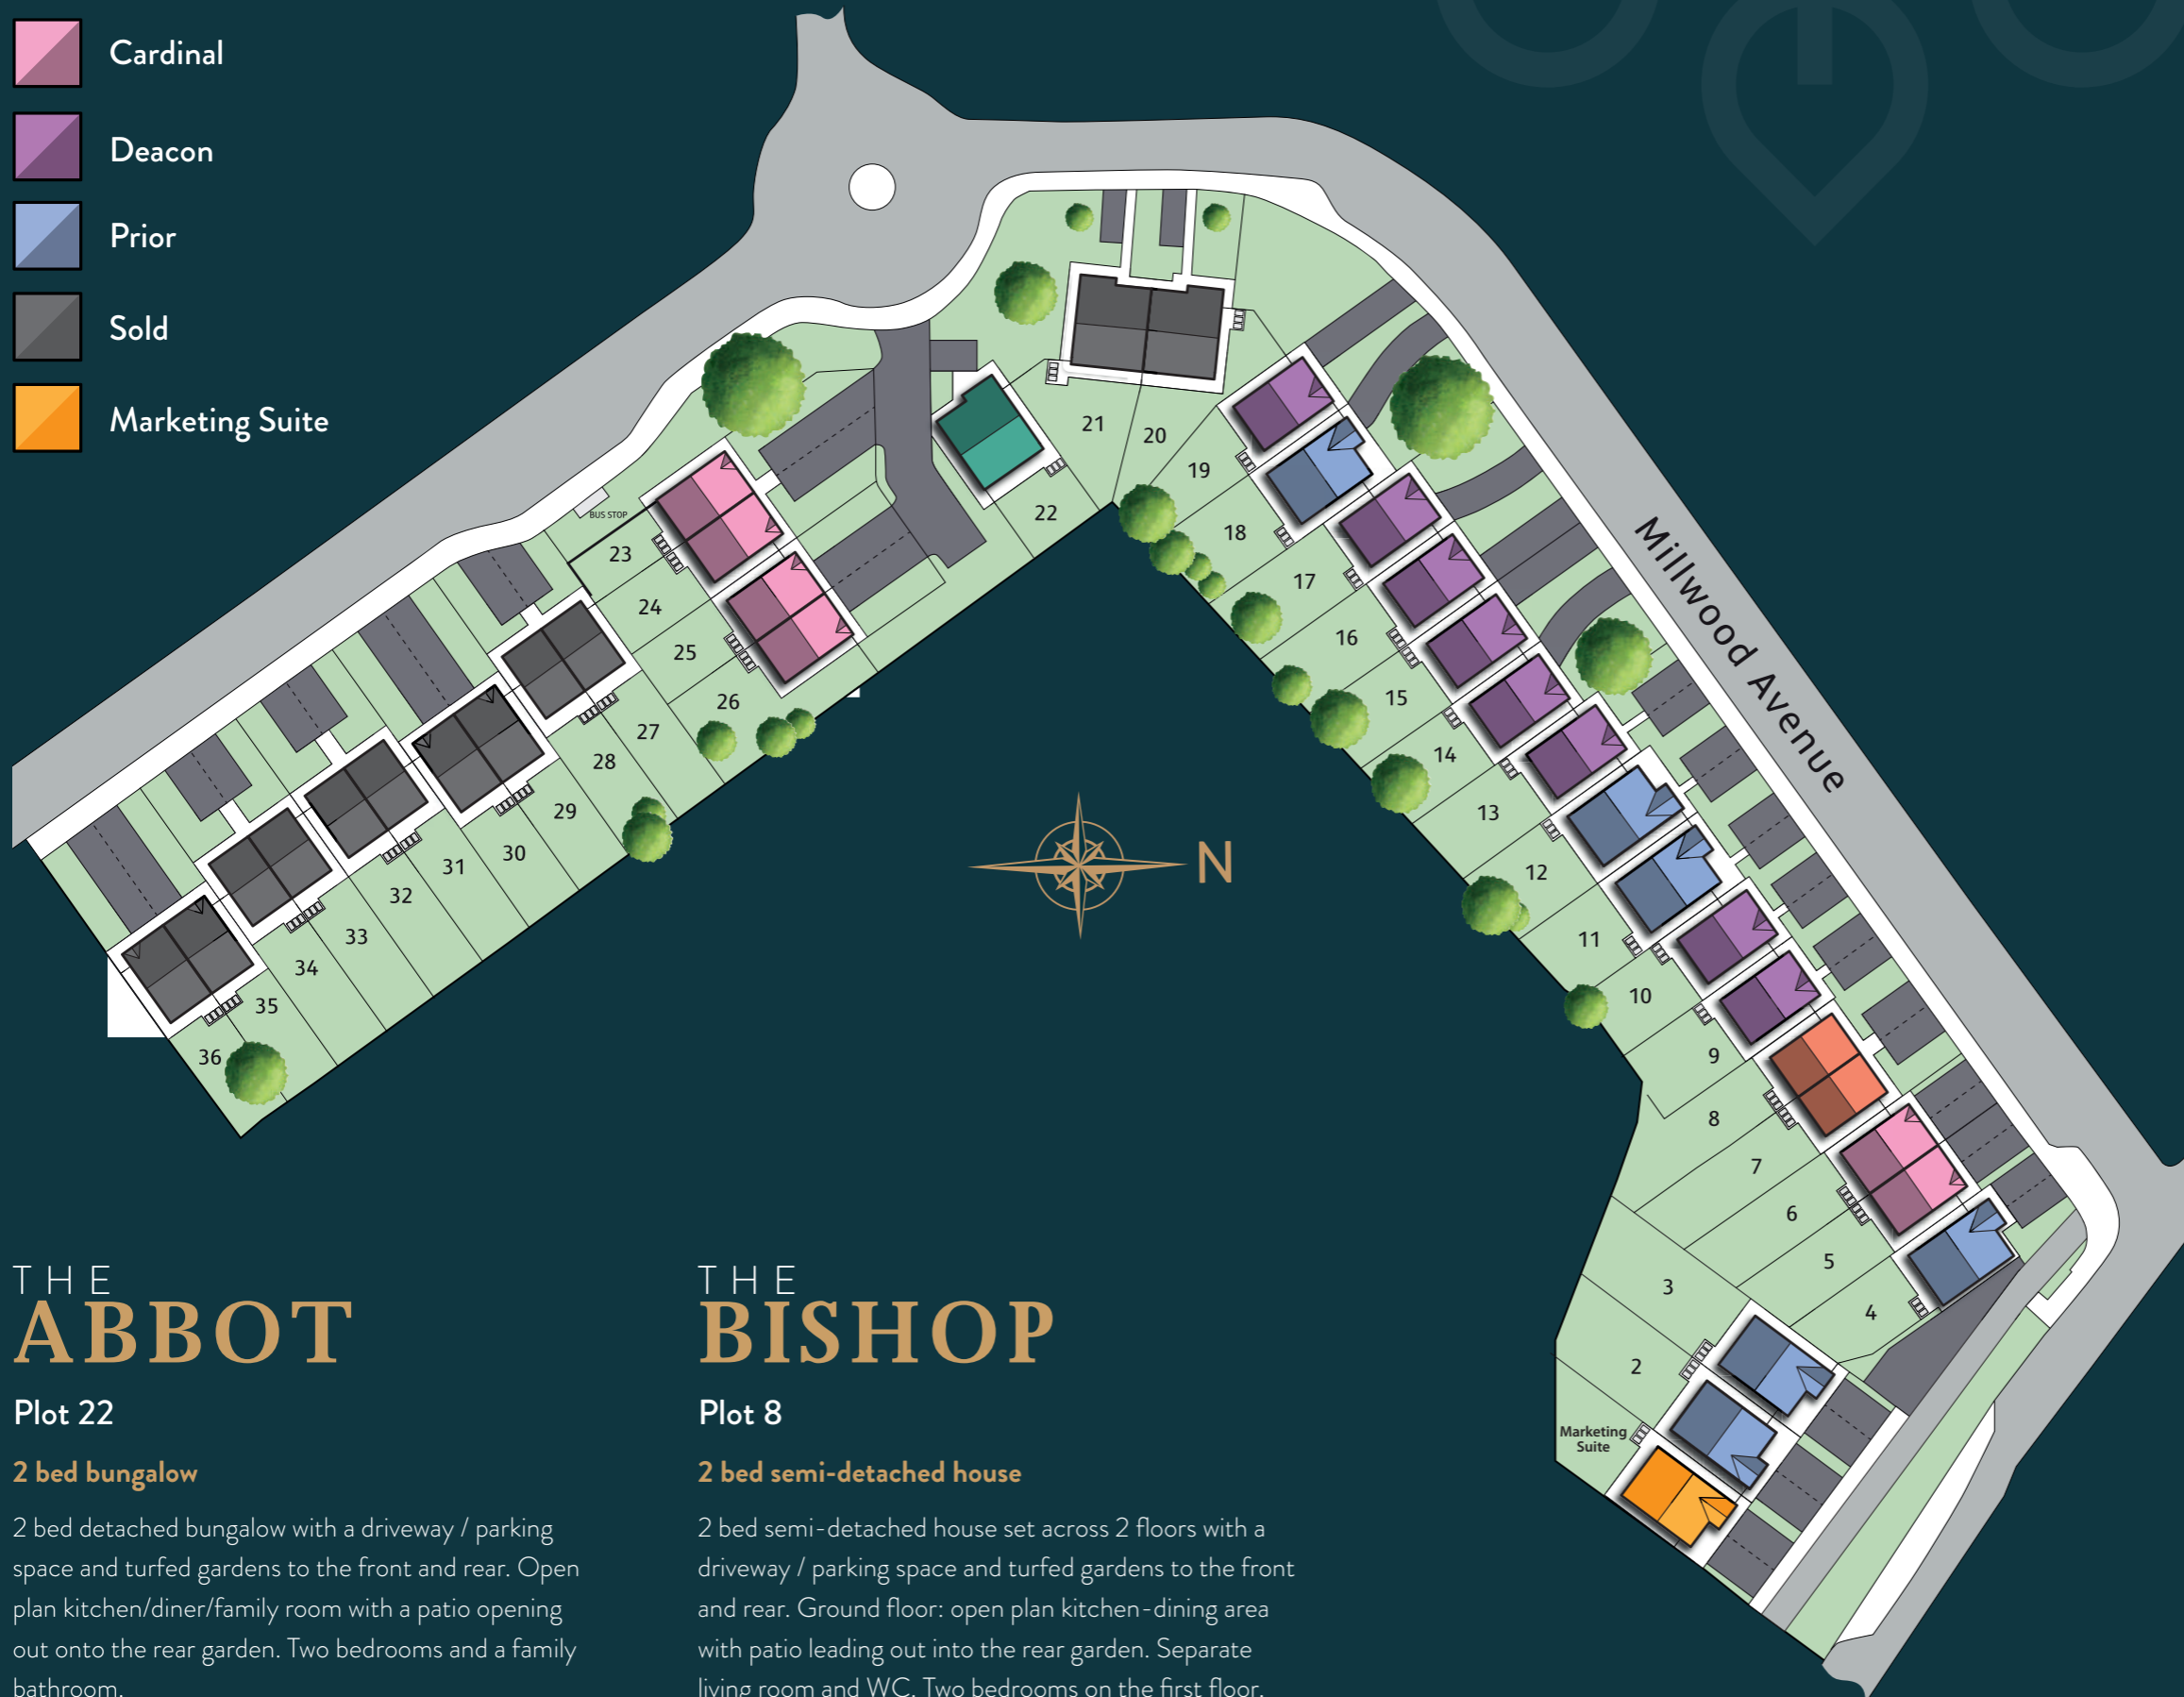 Cardinal
Deacon
Prior
Sold
Marketing Suite
BUS STOP
Millwood Avenue
N
21
20
19
22
18
23
17
24
16
25
15
26
27
14
28
13
29
12
30
31
32
11
33
10
34
35
9
36
8
7
6
5
3
4
2
Marketing
Suite
THE
ABBOT
Plot 22
2 bed bungalow
2 bed detached bungalow with a driveway / parking
space and turfed gardens to the front and rear. Open
plan kitchen/diner/family room with a patio opening
out onto the rear garden. Two bedrooms and a family
bathroom.
THE
BISHOP
Plot 8
2 bed semi-detached house
2 bed semi-detached house set across 2 floors with a
driveway / parking space and turfed gardens to the front
and rear. Ground floor: open plan kitchen-dining area
with patio leading out into the rear garden. Separate
living room and WC. Two bedrooms on the first floor.